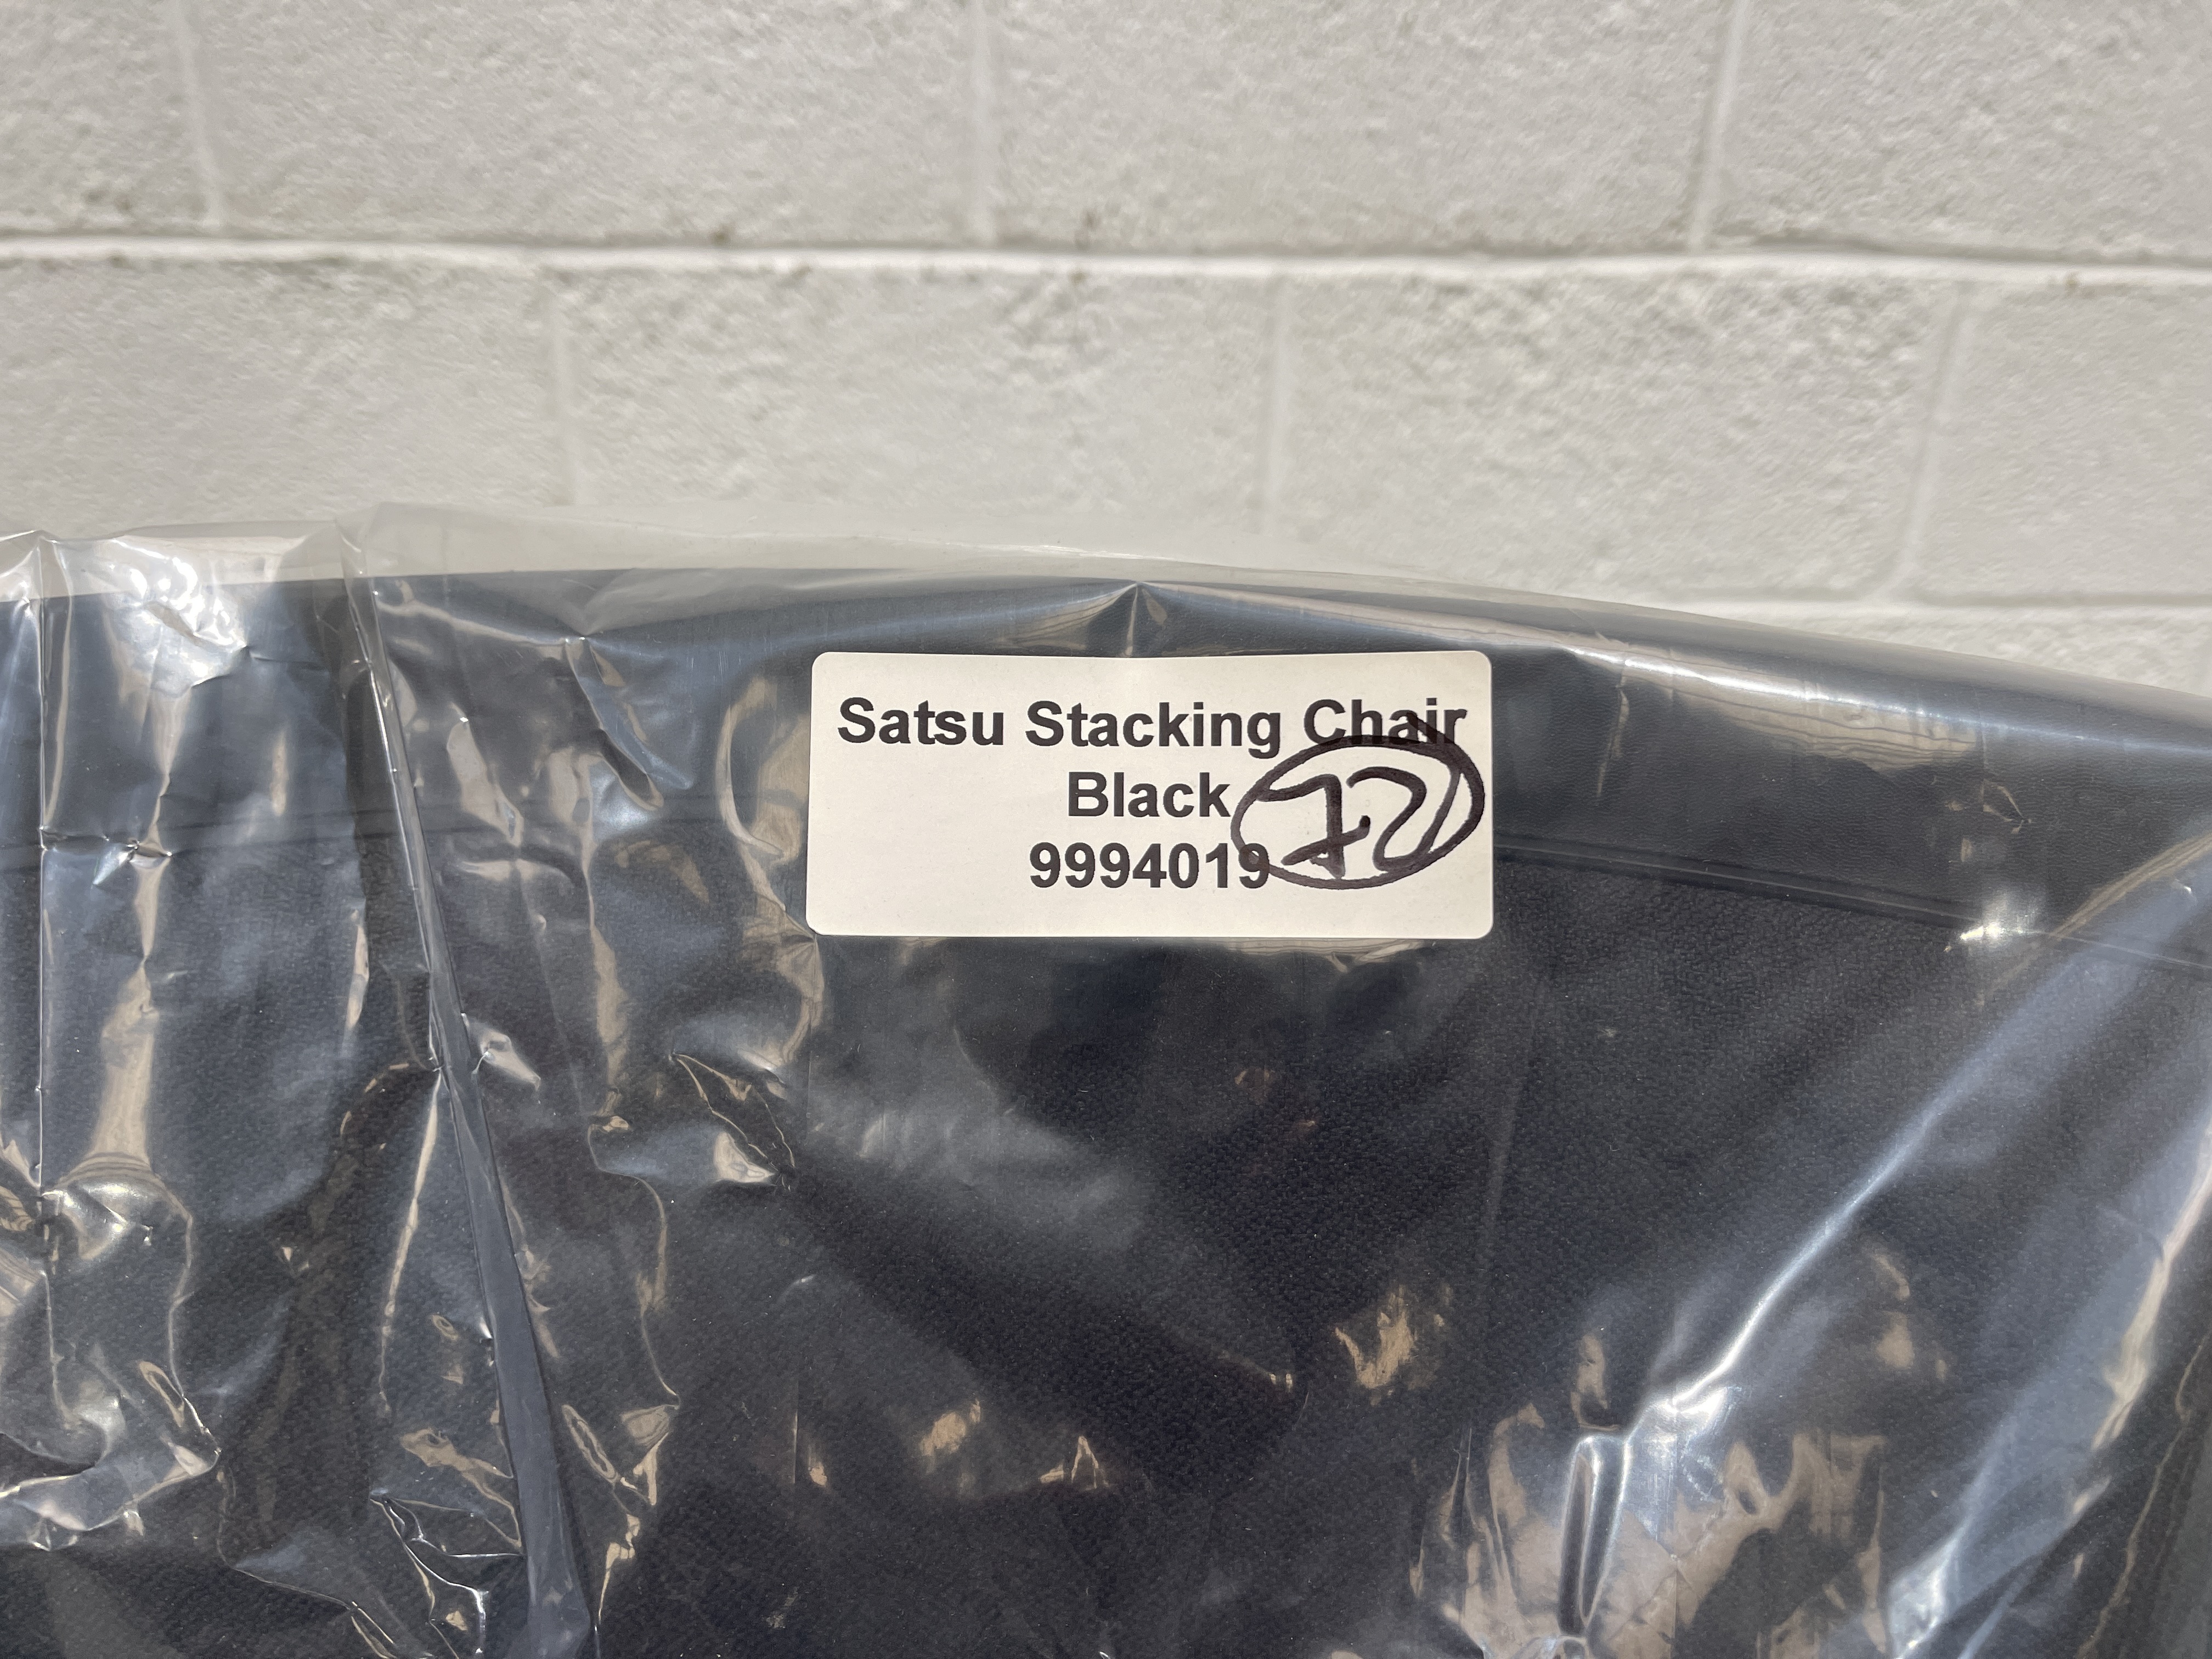 Satsu Stacking Chair
Black
9994019